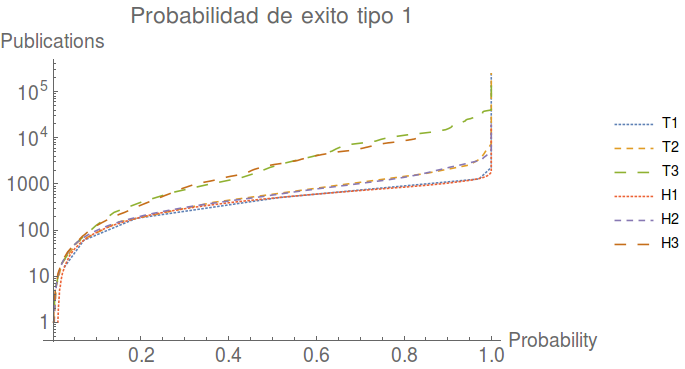 Probabilidad de exito tipo 1
Publications
10^5
10^4
1000
100
10
1
0.2 0.4 0.6 0.8 1.0
Probability
T1
T2
T3
H1
H2
H3